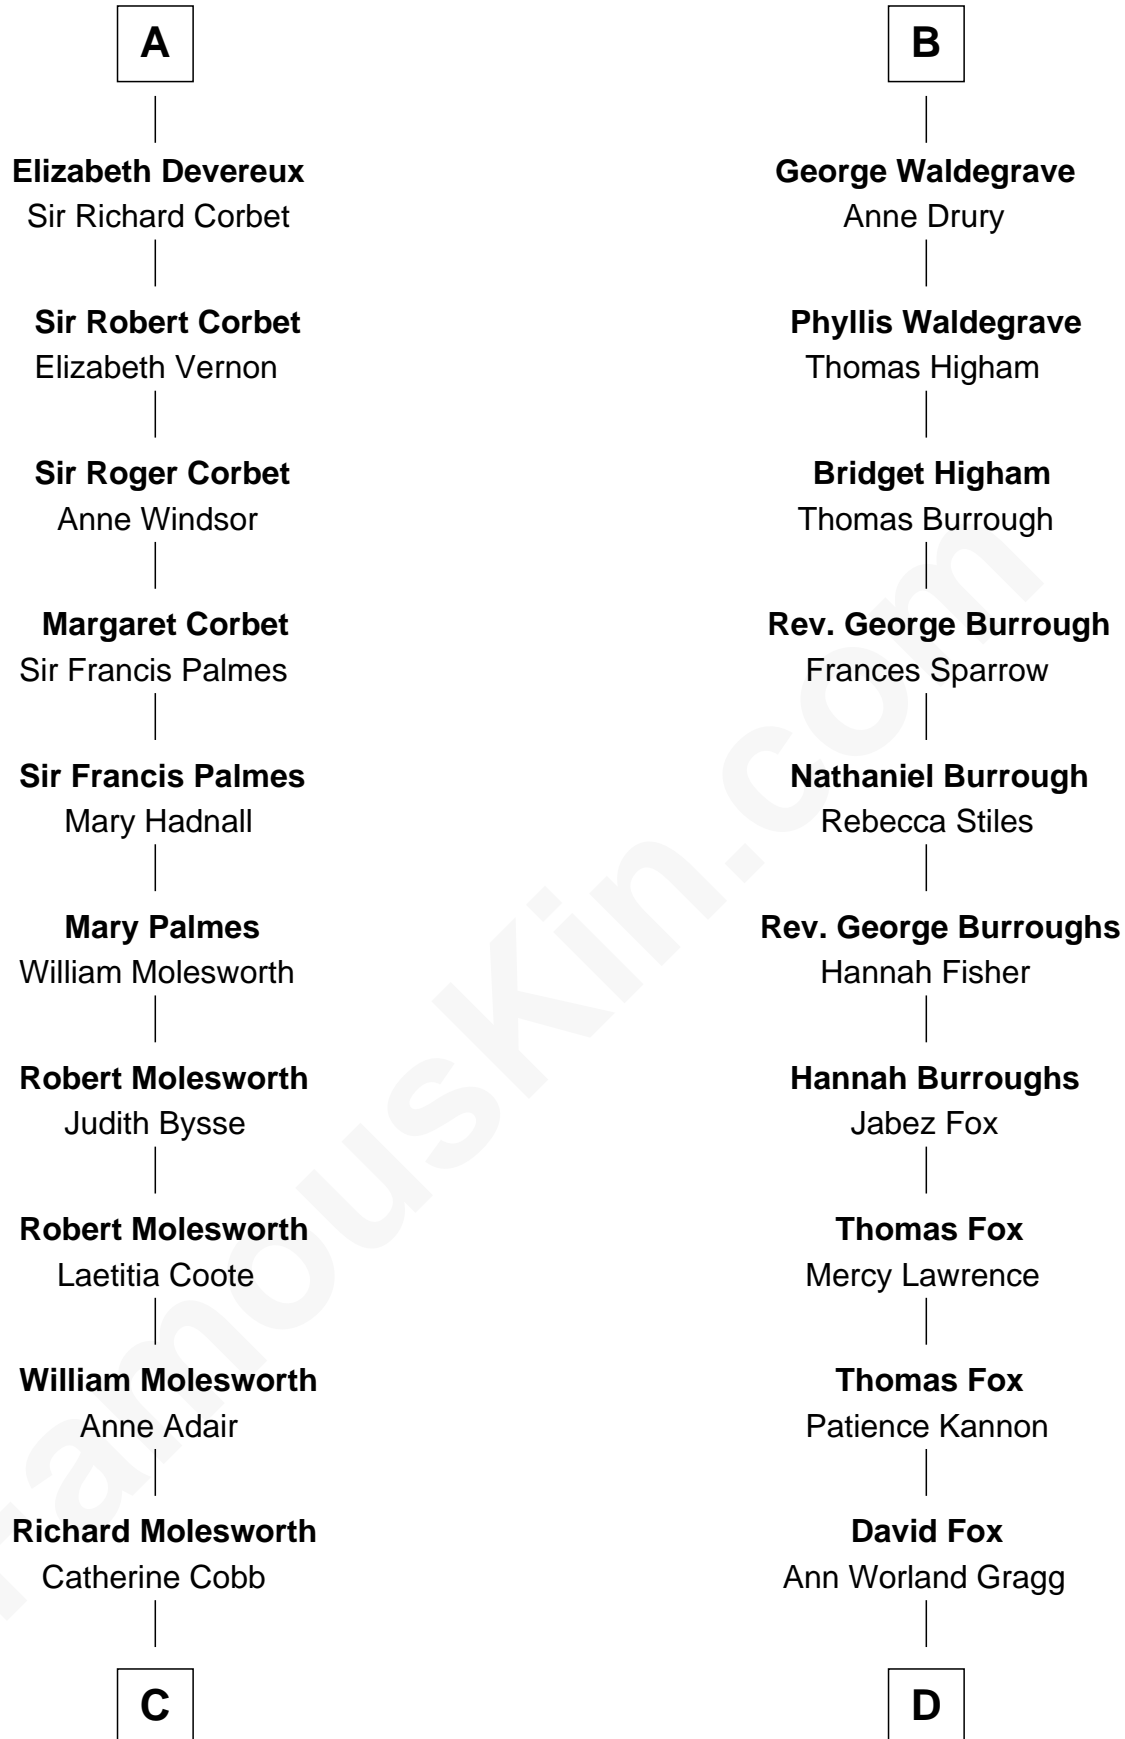 A
Elizabeth Devereux
Sir Richard Corbet
Sir Robert Corbet
Elizabeth Vernon
Sir Roger Corbet
Anne Windsor
Margaret Corbet
Sir Francis Palmes
Sir Francis Palmes
Mary Hadnall
Mary Palmes
William Molesworth
Robert Molesworth
Judith Bysse
Robert Molesworth
Laetitia Coote
William Molesworth
Anne Adair
Richard Molesworth
Catherine Cobb
C
B
George Waldegrave
Anne Drury
Phyllis Waldegrave
Thomas Higham
Bridget Higham
Thomas Burrough
Rev. George Burrough
Frances Sparrow
Nathaniel Burrough
Rebecca Stiles
Rev. George Burroughs
Hannah Fisher
Hannah Burroughs
Jabez Fox
Thomas Fox
Mercy Lawrence
Thomas Fox
Patience Kannon
David Fox
Ann Worland Gragg
D
FamousKin.com